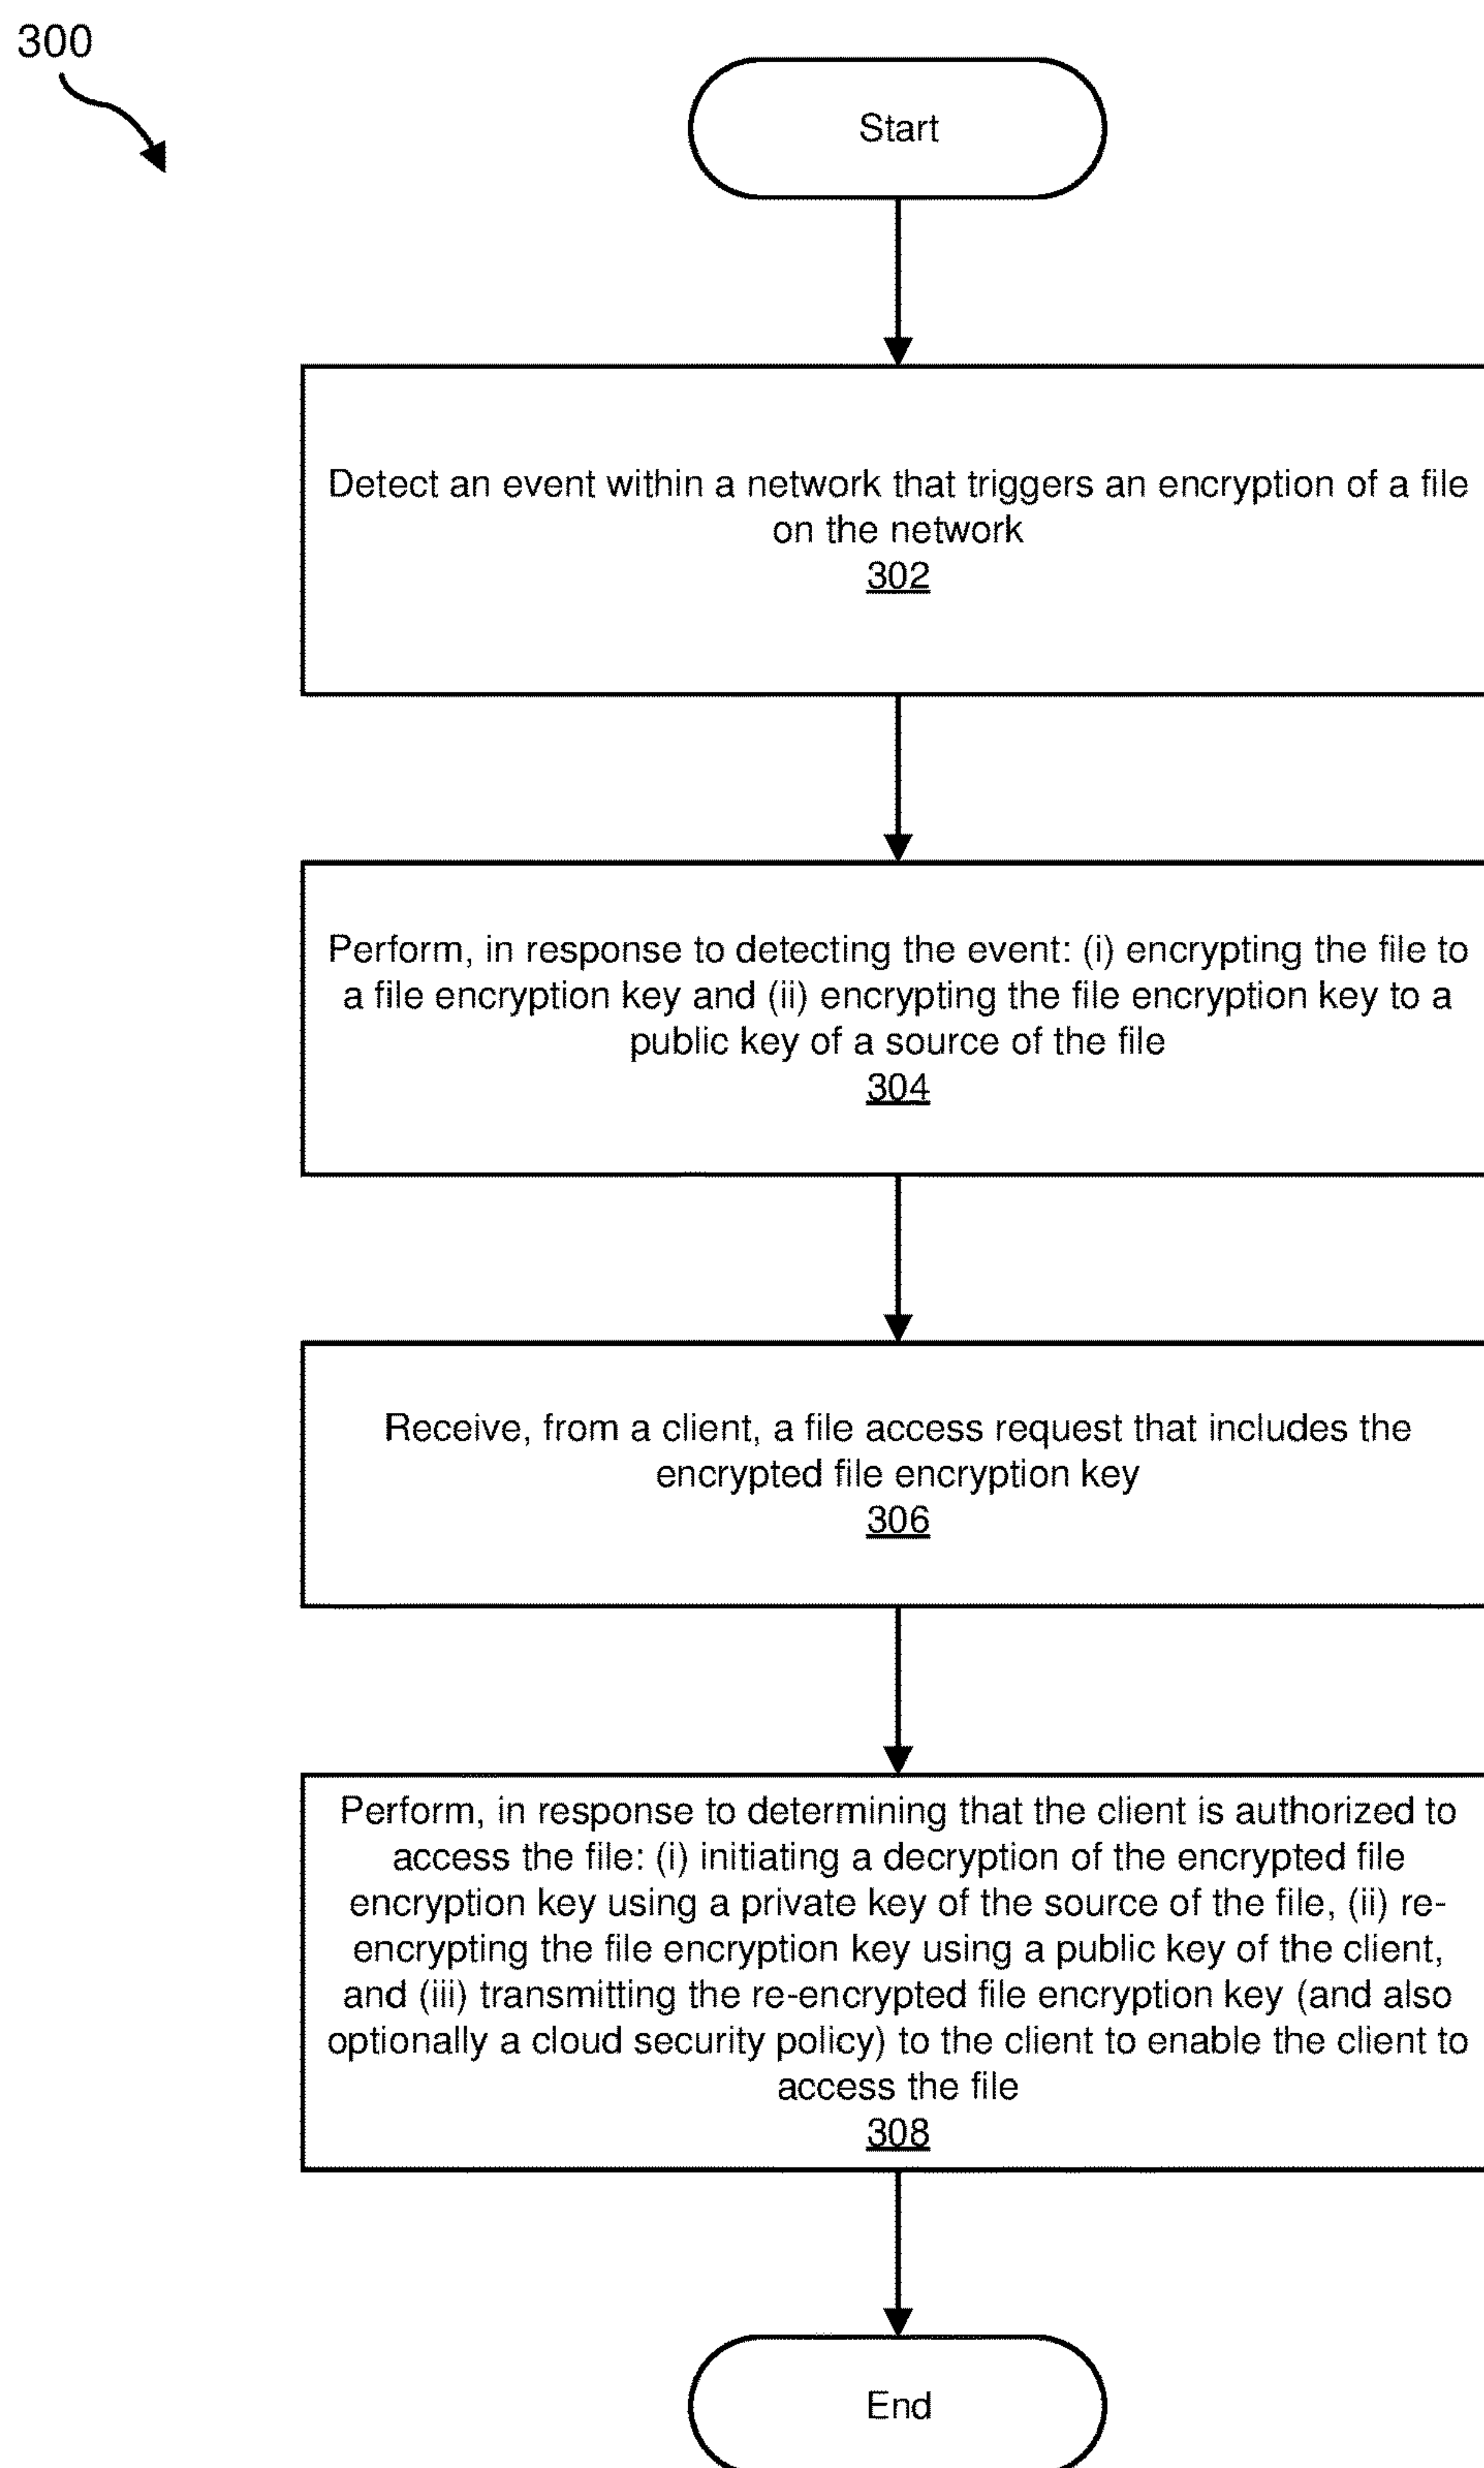 300
Start
Detect an event within a network that triggers an encryption of a file
on the network
302
Perform, in response to detecting the event: (i) encrypting the file to
a file encryption key and (ii) encrypting the file encryption key to a
public key of a source of the file
304
Receive, from a client, a file access request that includes the
encrypted file encryption key
306
Perform, in response to determining that the client is authorized to
access the file: (i) initiating a decryption of the encrypted file
encryption key using a private key of the source of the file, (ii) re-
encrypting the file encryption key using a public key of the client,
and (iii) transmitting the re-encrypted file encryption key (and also
optionally a cloud security policy) to the client to enable the client to
access the file
308
End